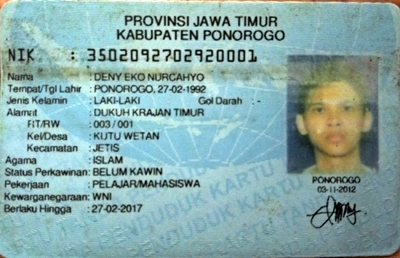 PROVINSI JAWA TIMUR
KABUPATEN PONOROGO
NIK : 3502092702920001
Nama : DENY EKO NURCAHYO
Tempat/Tgl Lahir : PONOROGO, 27-02-1992
Jenis Kelamin : LAKI-LAKI Gol Darah : -
Alamat : DUKUH KRAJAN TIMUR
RT/RW : 003 / 001
Kel/Desa : KUTU WETAN
Kecamatan : JETIS
Agama : ISLAM
Status Perkawinan : BELUM KAWIN
Pekerjaan : PELAJAR/MAHASISWA
Kewarganegaraan : WNI
Berlaku Hingga : 27-02-2017
PONOROGO
03-11-2012